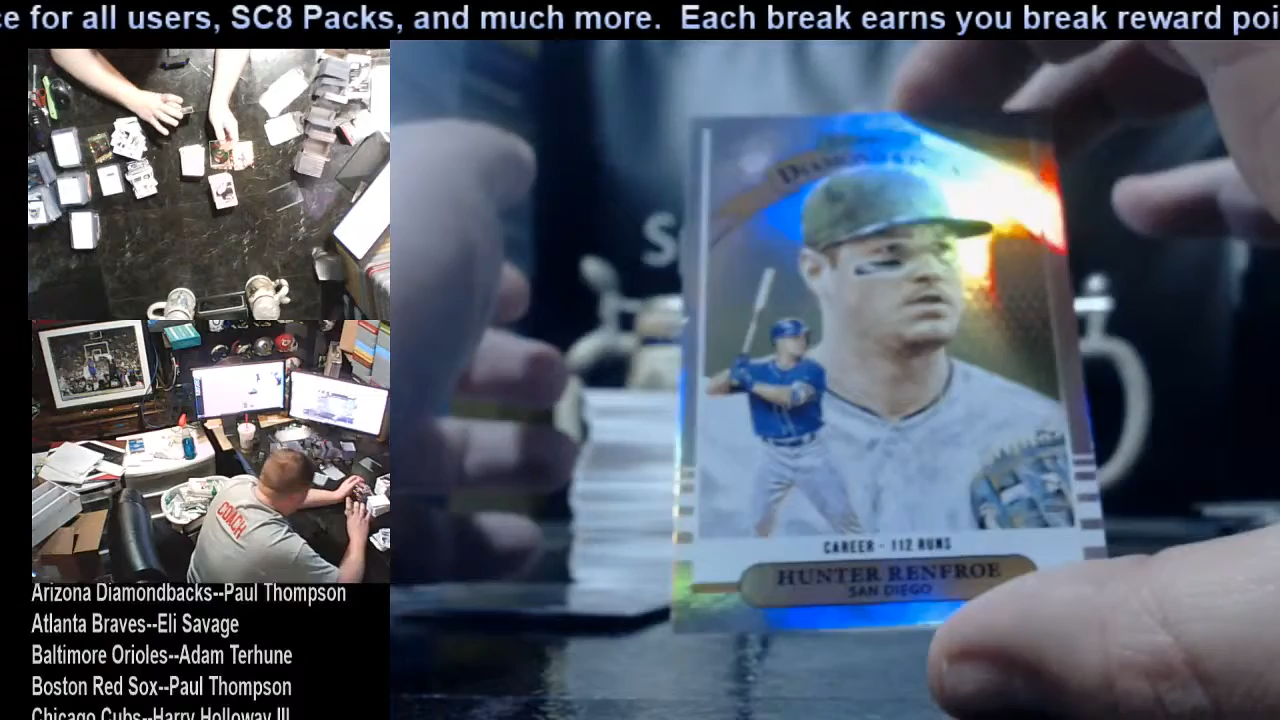 e for all users, SC8 Packs, and much more.  Each break earns you break reward poi
S
COACH
CAREER - 112 RUNS
HUNTER RENFROE
SAN DIEGO
Arizona Diamondbacks--Paul Thompson
Atlanta Braves--Eli Savage
Baltimore Orioles--Adam Terhune
Boston Red Sox--Paul Thompson
Chicago Cubs--Harry Holloway III